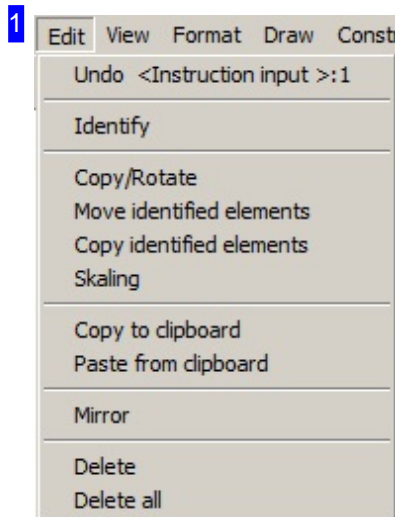 1
Edit View Format Draw Constr
Undo <Instruction input >:1
Identify
Copy/Rotate
Move identified elements
Copy identified elements
Skaling
Copy to clipboard
Paste from clipboard
Mirror
Delete
Delete all